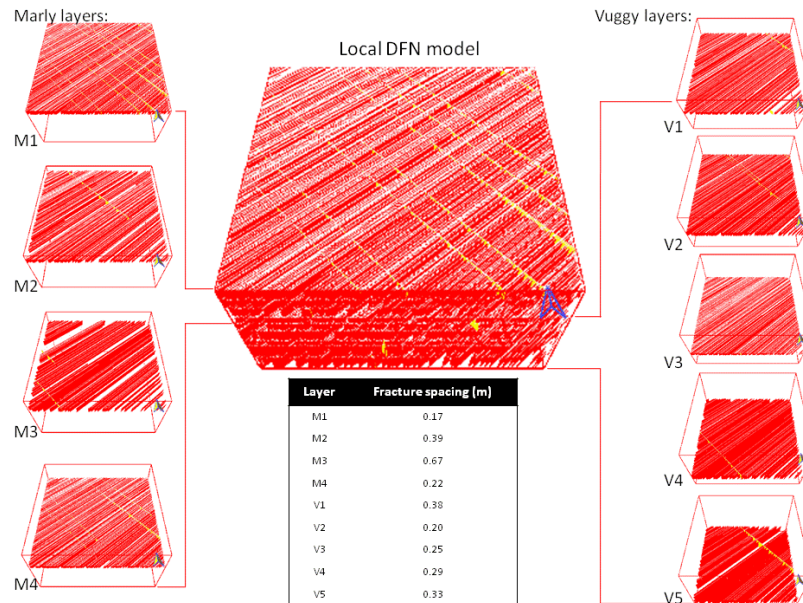 Marly layers:
Vuggy layers:
Local DFN model
M1
M2
M3
M4
V1
V2
V3
V4
V5
Layer Fracture spacing (m)
M1 0.17
M2 0.39
M3 0.67
M4 0.22
V1 0.38
V2 0.20
V3 0.25
V4 0.29
V5 0.33